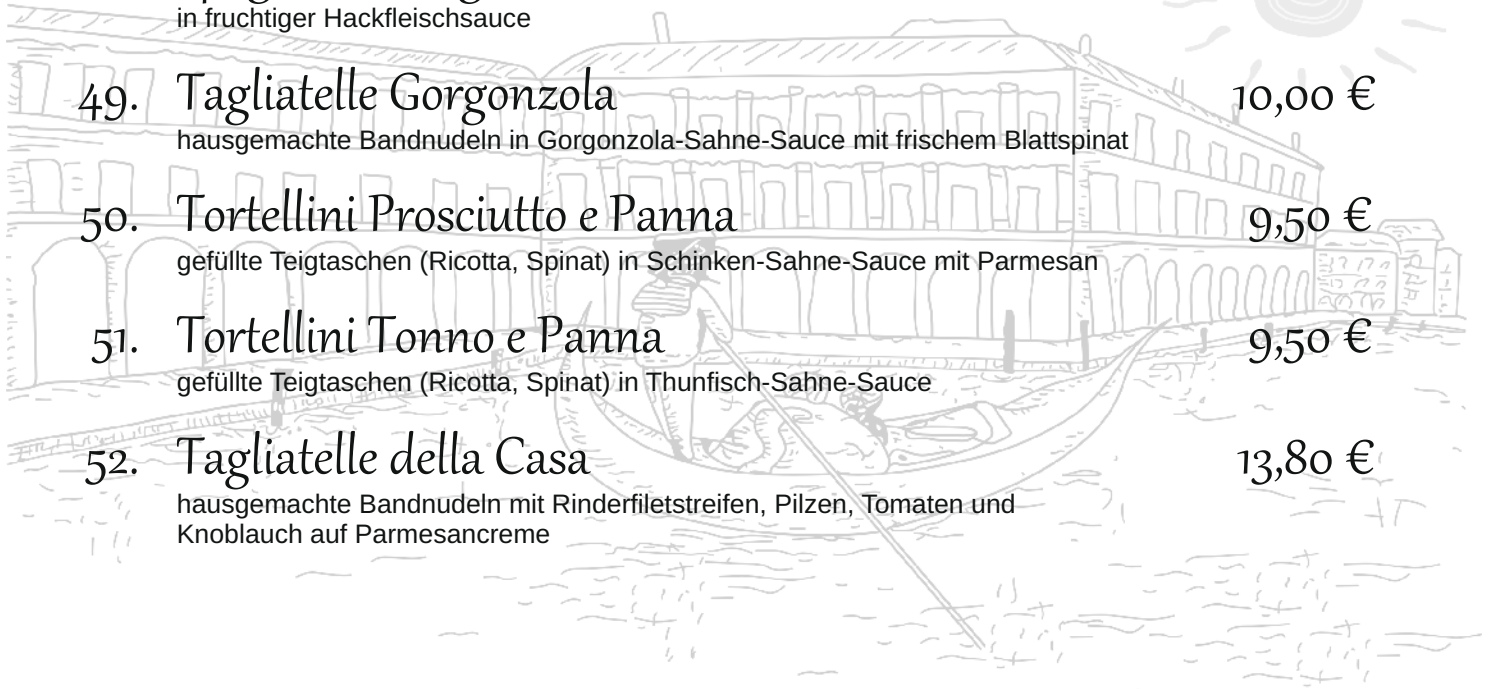 in fruchtiger Hackfleischsauce
49. Tagliatelle Gorgonzola 10,00 €
hausgemachte Bandnudeln in Gorgonzola-Sahne-Sauce mit frischem Blattspinat
50. Tortellini Prosciutto e Panna 9,50 €
gefüllte Teigtaschen (Ricotta, Spinat) in Schinken-Sahne-Sauce mit Parmesan
51. Tortellini Tonno e Panna 9,50 €
gefüllte Teigtaschen (Ricotta, Spinat) in Thunfisch-Sahne-Sauce
52. Tagliatelle della Casa 13,80 €
hausgemachte Bandnudeln mit Rinderfiletstreifen, Pilzen, Tomaten und
Knoblauch auf Parmesancreme